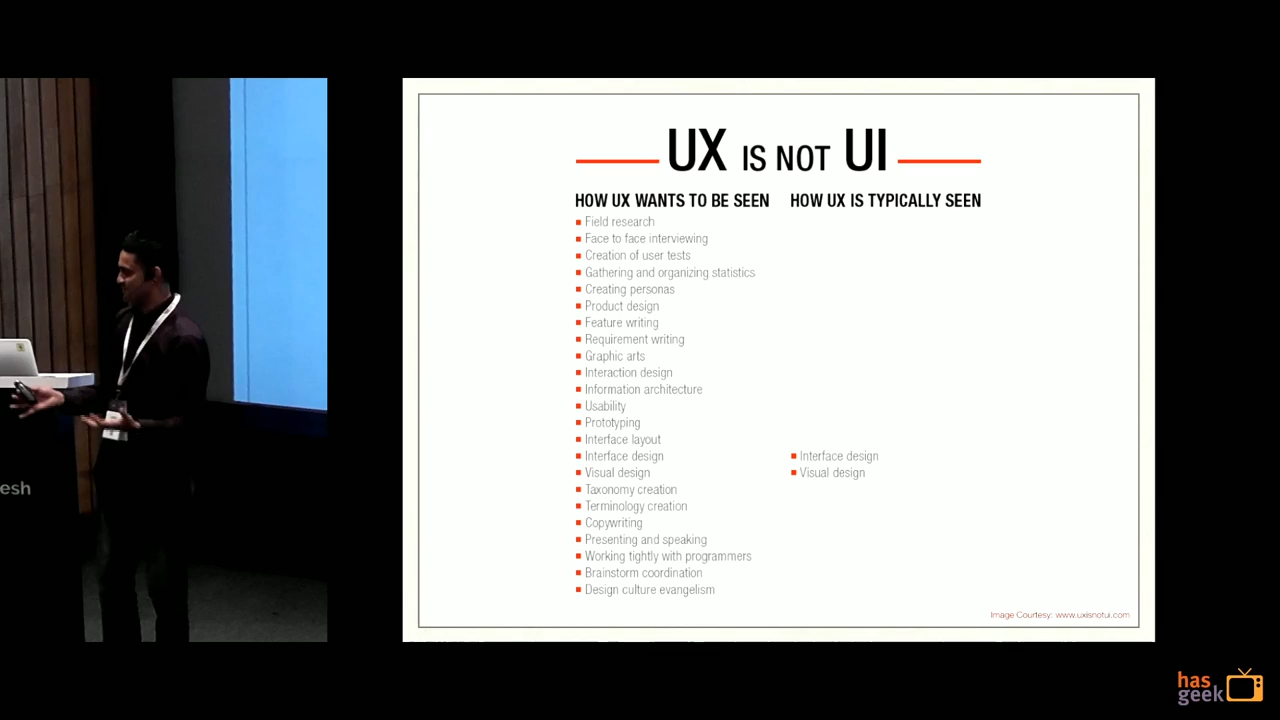 UX IS NOT UI
HOW UX WANTS TO BE SEEN
Field research
Face to face interviewing
Creation of user tests
Gathering and organizing statistics
Creating personas
Product design
Feature writing
Requirement writing
Graphic arts
Interaction design
Information architecture
Usability
Prototyping
Interface layout
Interface design
Visual design
Taxonomy creation
Terminology creation
Copywriting
Presenting and speaking
Working tightly with programmers
Brainstorm coordination
Design culture evangelism
HOW UX IS TYPICALLY SEEN
Interface design
Visual design
Image Courtesy: www.uxisnotui.com
esh
has
geek